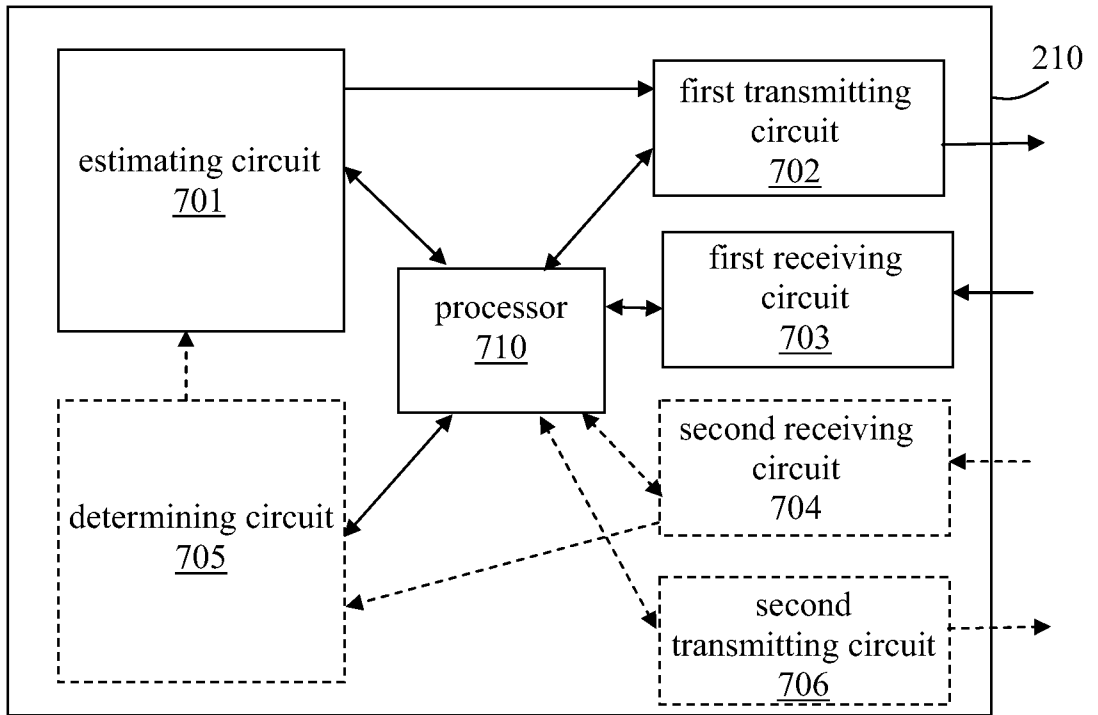 210
estimating circuit
701
first transmitting
circuit
702
processor
710
first receiving
circuit
703
determining circuit
705
second receiving
circuit
704
second
transmitting circuit
706